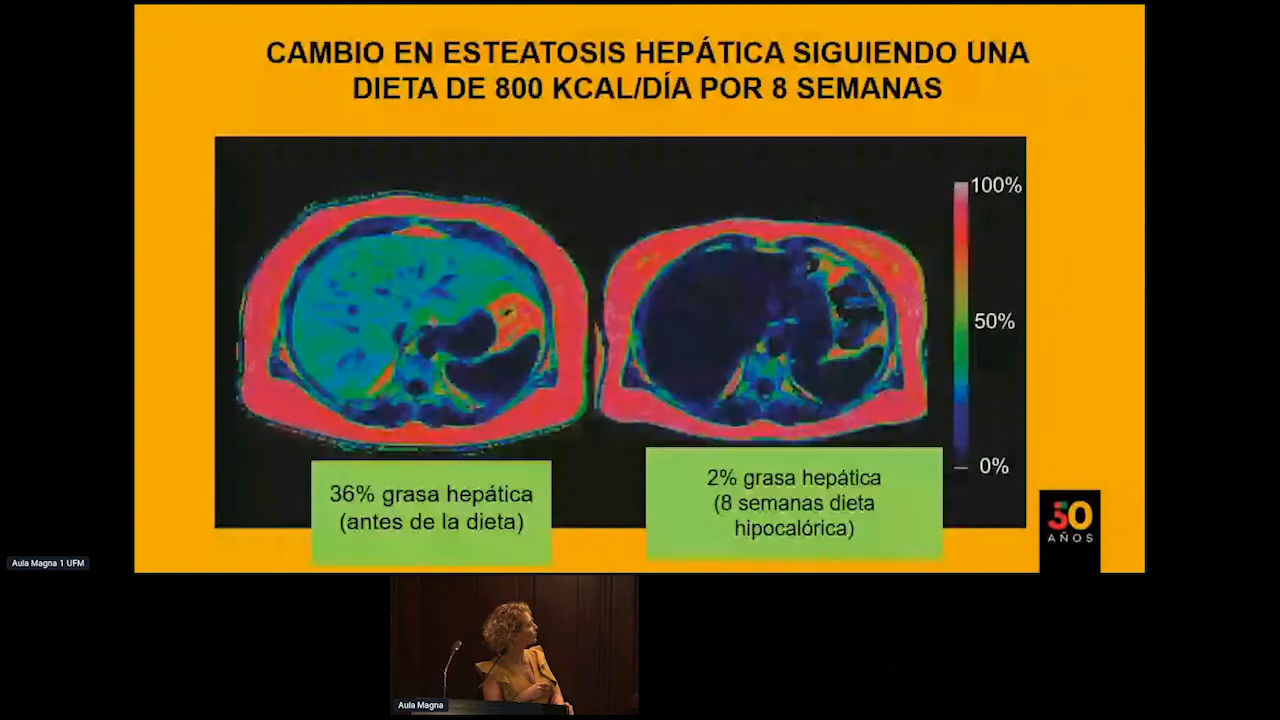 CAMBIO EN ESTEATOSIS HEPÁTICA SIGUIENDO UNA
DIETA DE 800 KCAL/DÍA POR 8 SEMANAS
100%
50%
0%
36% grasa hepática
(antes de la dieta)
2% grasa hepática
(8 semanas dieta
hipocalórica)
50
AÑOS
Aula Magna 1 UFM
Aula Magna